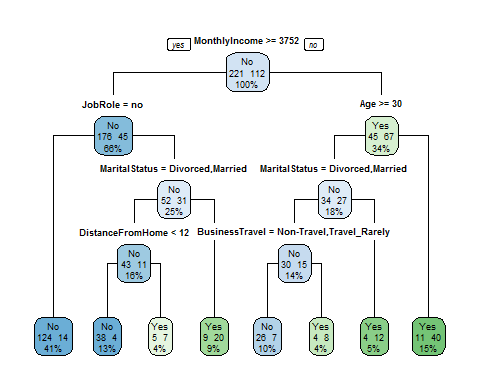 yes MonthlyIncome >= 3752 no
No
221 112
100%
JobRole = no
Age >= 30
No
176 45
66%
Yes
45 67
34%
MaritalStatus = Divorced,Married
MaritalStatus = Divorced,Married
No
52 31
25%
No
34 27
18%
DistanceFromHome < 12
BusinessTravel = Non-Travel,Travel_Rarely
No
43 11
16%
No
30 15
14%
No
124 14
41%
No
38 4
13%
Yes
5 7
4%
Yes
9 20
9%
No
26 7
10%
Yes
4 8
4%
Yes
4 12
5%
Yes
11 40
15%